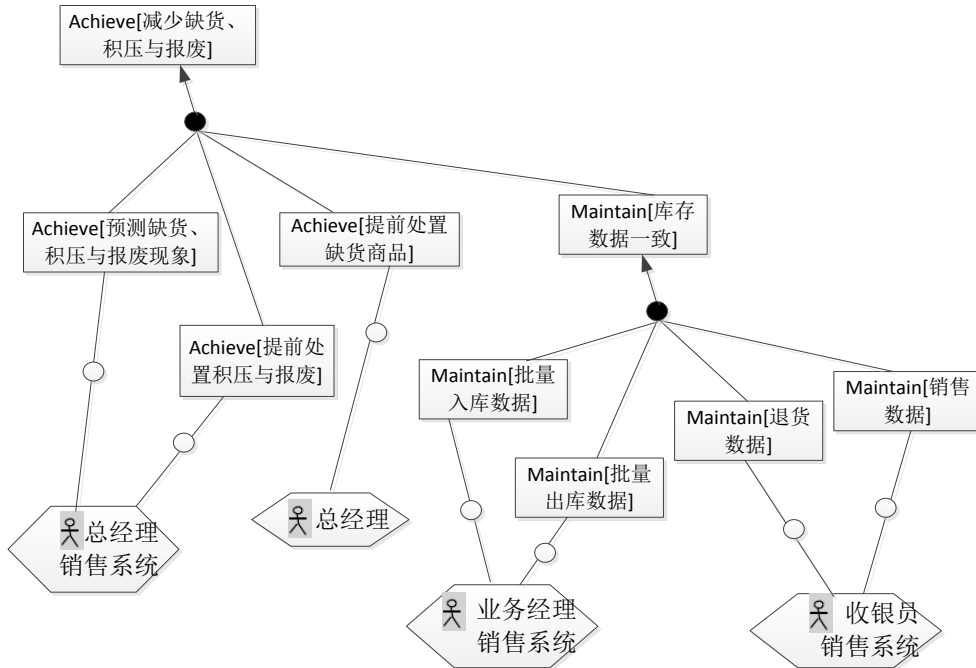 Achieve[减少缺货、
积压与报废]
Achieve[预测缺货、
积压与报废现象]
Achieve[提前处置
缺货商品]
Maintain[库存
数据一致]
Achieve[提前处
置积压与报废]
Maintain[批量
入库数据]
Maintain[批量
出库数据]
Maintain[退货
数据]
Maintain[销售
数据]
总经理
销售系统
总经理
业务经理
销售系统
收银员
销售系统